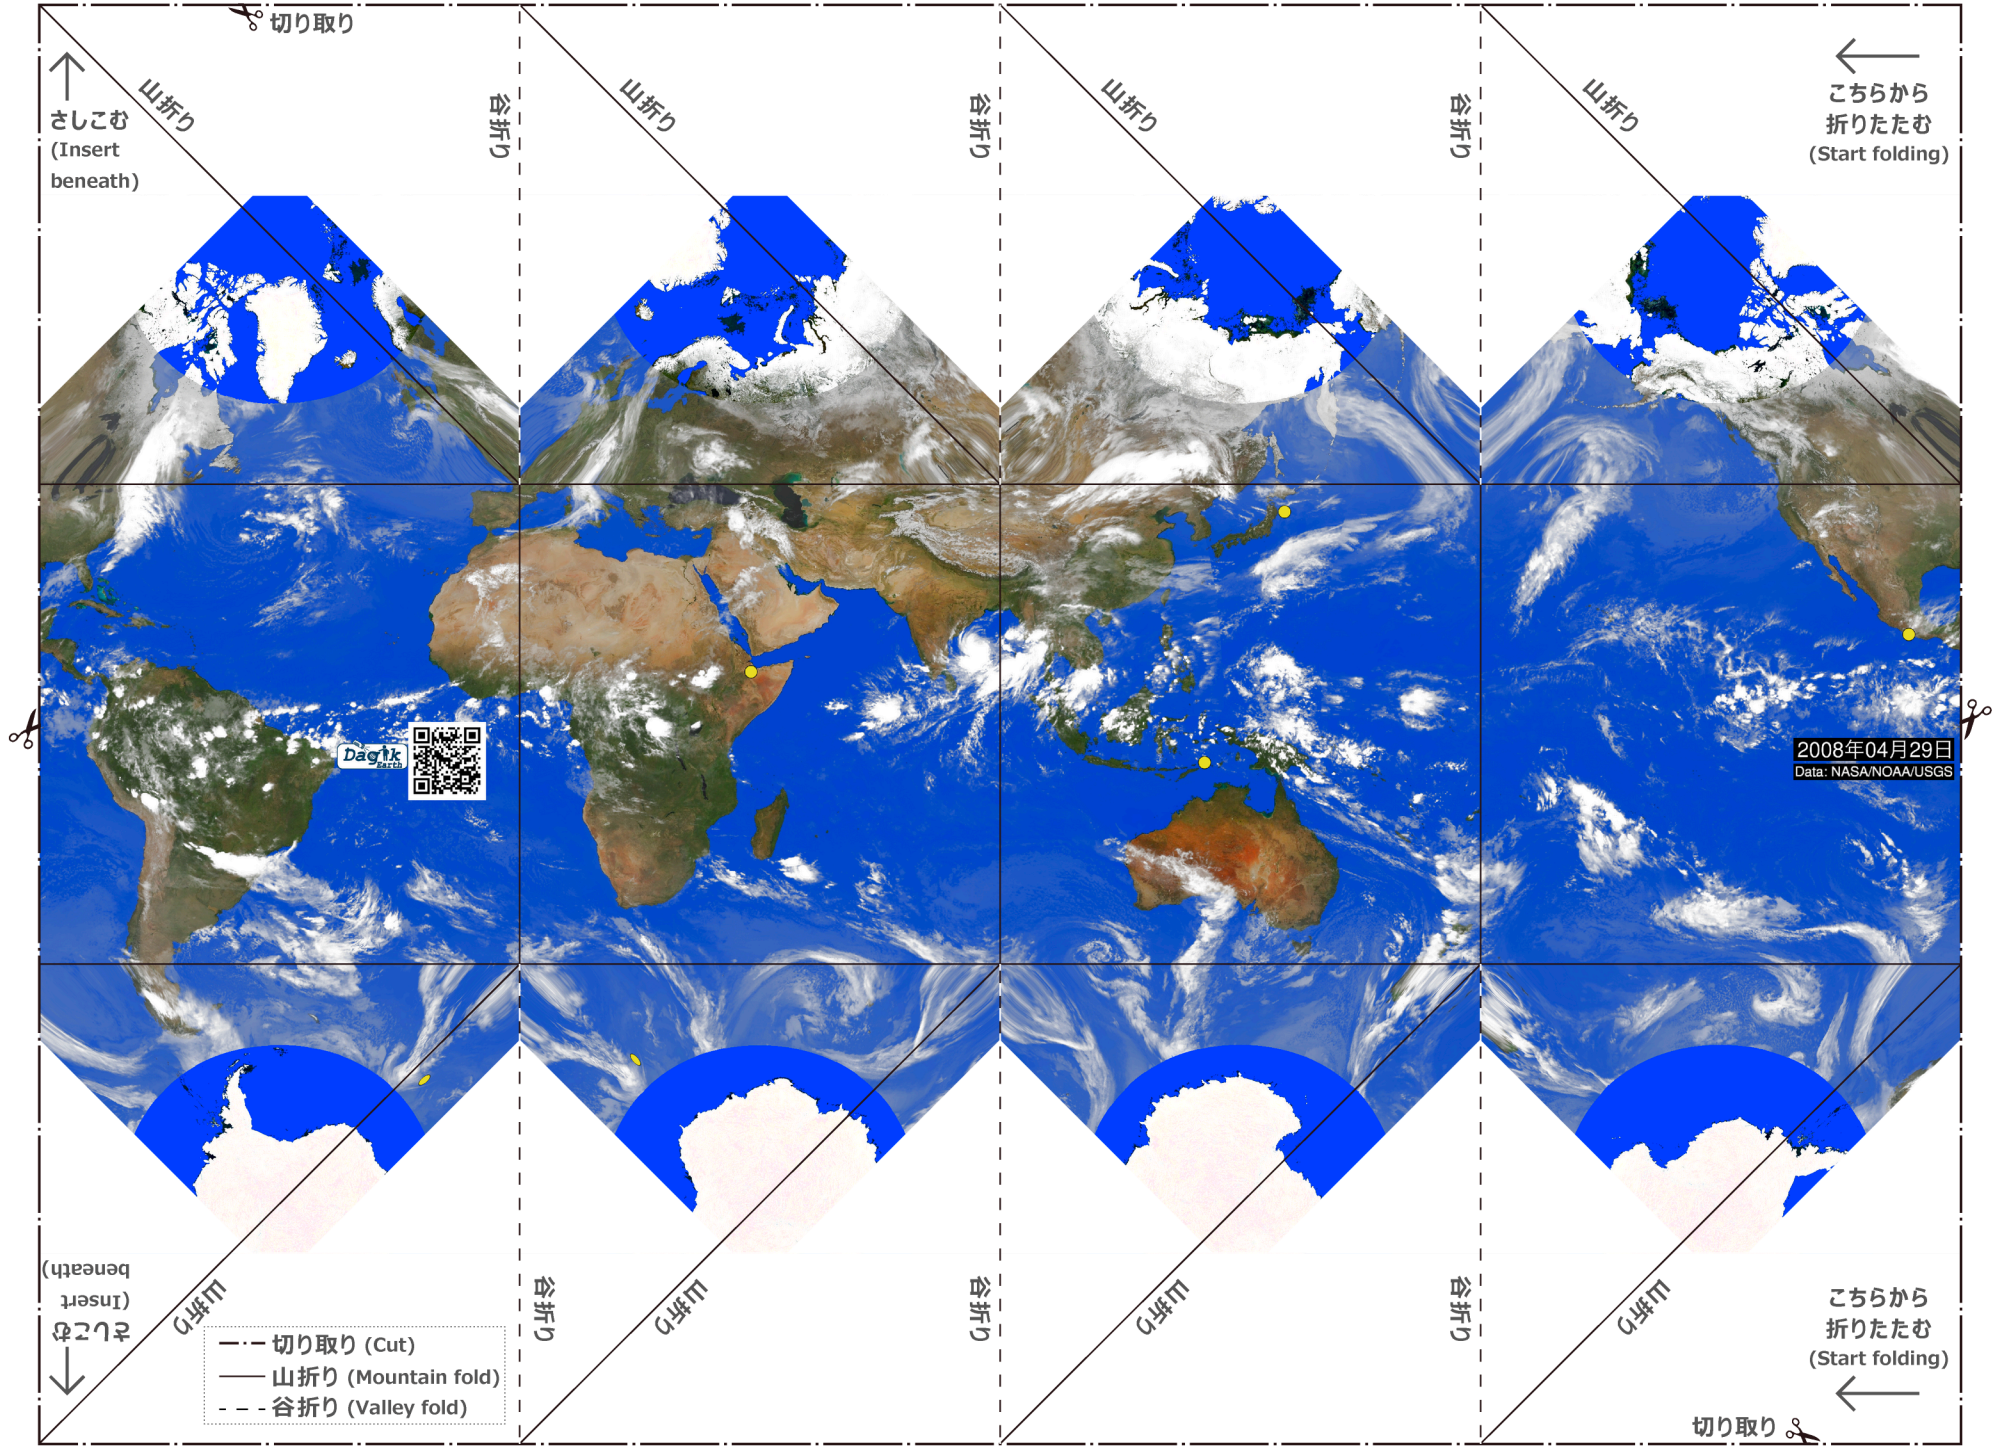 切り取り
さしこむ
(Insert
beneath)
山折り
谷折り
山折り
谷折り
山折り
谷折り
山折り
こちらから
折りたたむ
(Start folding)
Dagik
Earth
2008年04月29日
Data: NASA/NOAA/USGS
さしこむ
(Insert
beneath)
山折り
谷折り
山折り
谷折り
山折り
谷折り
山折り
こちらから
折りたたむ
(Start folding)
切り取り (Cut)
山折り (Mountain fold)
谷折り (Valley fold)
切り取り